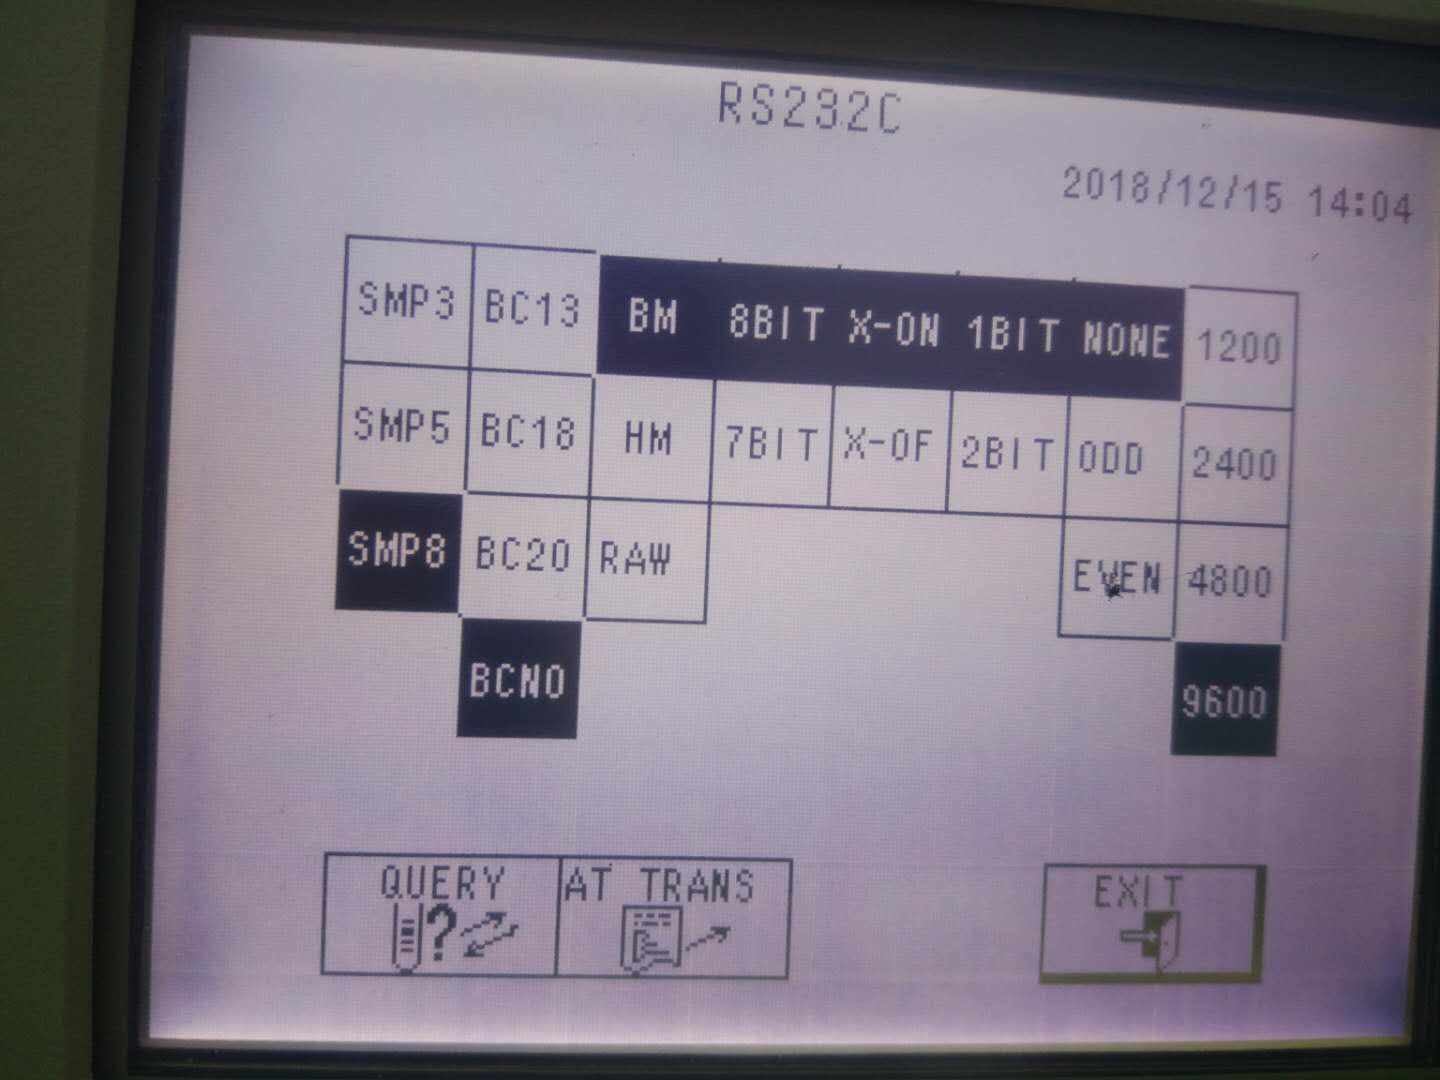 RS232C
2018/12/15 14:04
SMP3 BC13 BM 8BIT X-ON 1BIT NONE 1200
SMP5 BC18 HM 7BIT X-OF 2BIT ODD 2400
SMP8 BC20 RAW EVEN 4800
BCNO 9600
QUERY AT TRANS EXIT
?